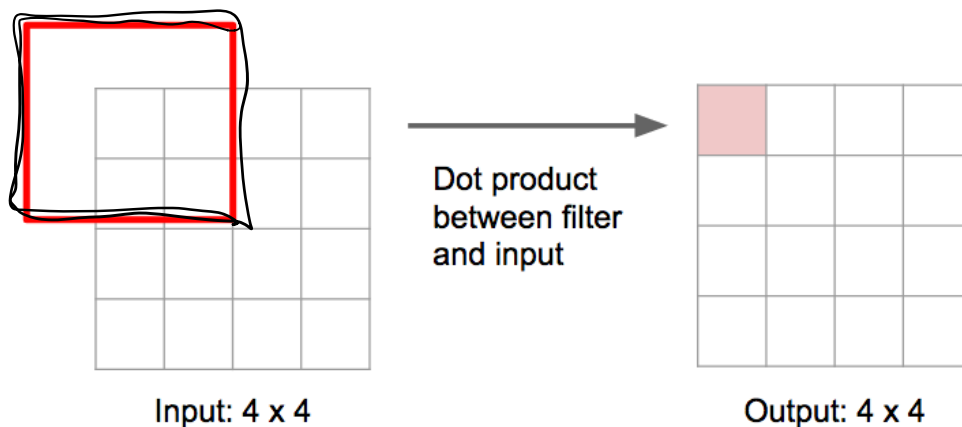 Dot product
between filter
and input
Input: 4 x 4
Output: 4 x 4